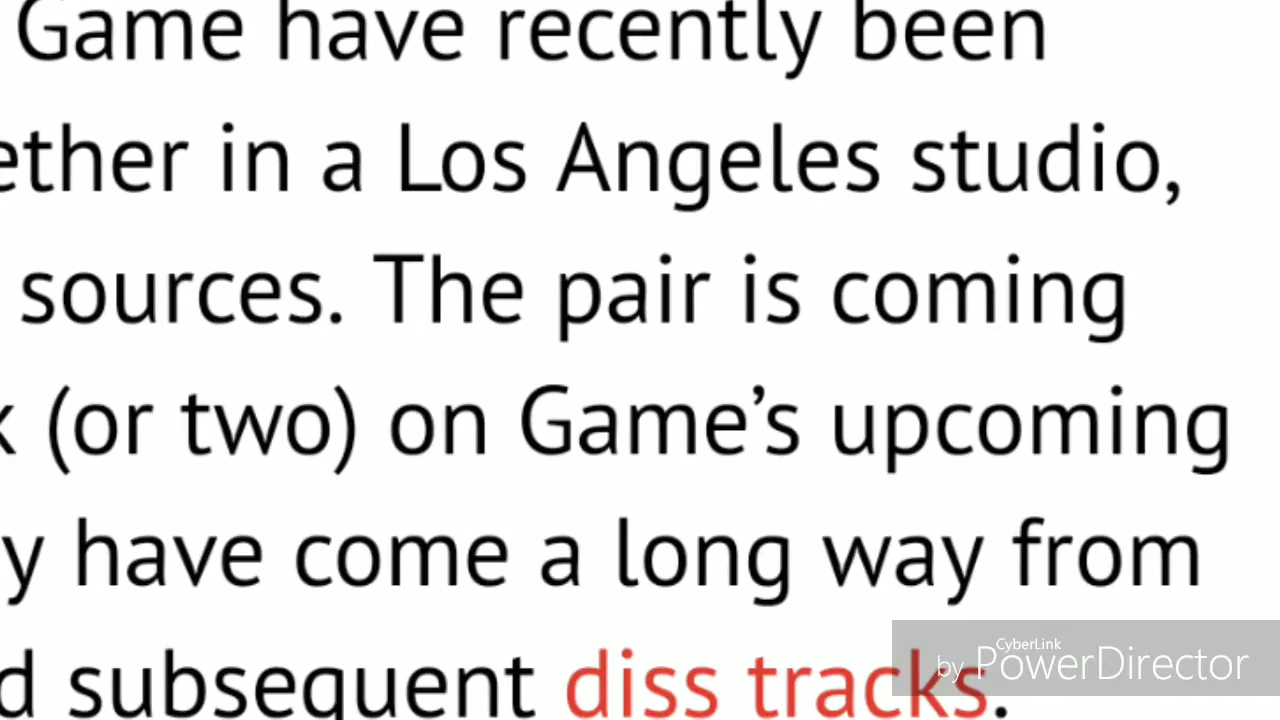 Game have recently been
ether in a Los Angeles studio,
sources. The pair is coming
(or two) on Game’s upcoming
y have come a long way from
d subsequent diss tracks.
CyberLink
by PowerDirector